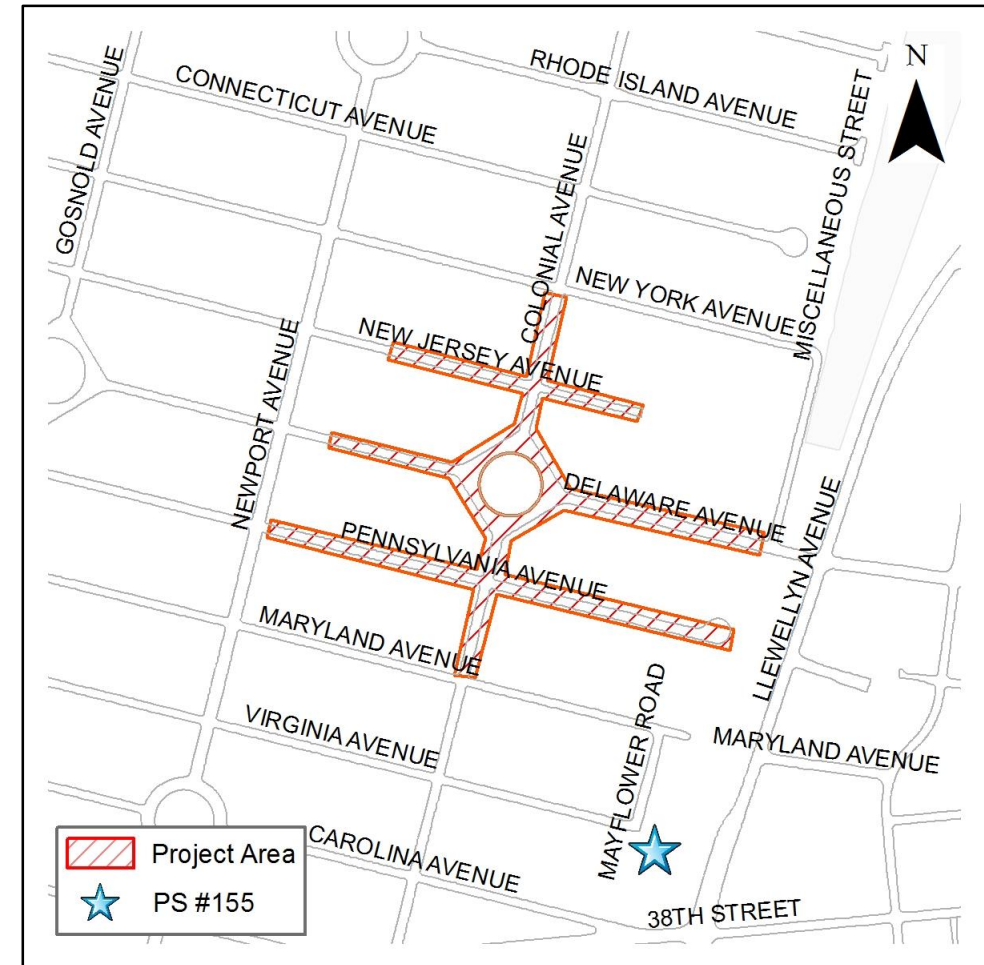 N
RHODE ISLAND AVENUE
CONNECTICUT AVENUE
GOSNOLD AVENUE
COLONIAL AVENUE
MISCELLANEOUS STREET
NEW YORK AVENUE
NEW JERSEY AVENUE
NEWPORT AVENUE
DELAWARE AVENUE
PENNSYLVANIA AVENUE
LLEWELLYN AVENUE
MARYLAND AVENUE
MAYFLOWER ROAD
VIRGINIA AVENUE
MARYLAND AVENUE
CAROLINA AVENUE
38TH STREET
Project Area
PS #155